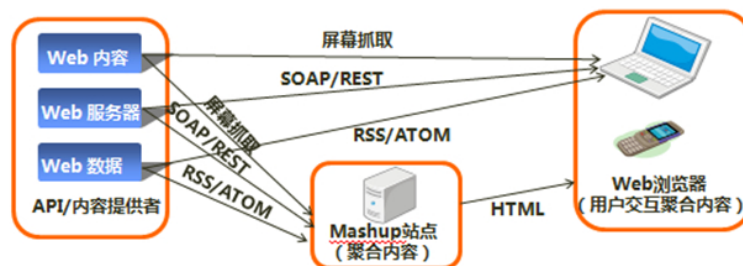 Web 内容
Web 服务器
Web 数据
API/内容提供者
屏幕抓取
SOAP/REST
RSS/ATOM
屏幕抓取
SOAP/REST
RSS/ATOM
Mashup站点
（聚合内容）
HTML
Web浏览器
（用户交互聚合内容）